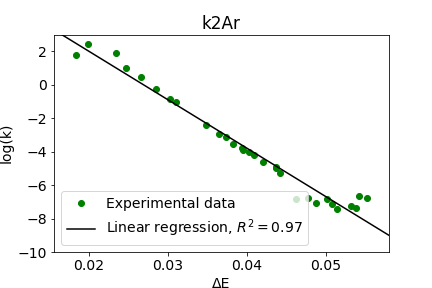 k2Ar
2
0
−2
−4
−6
−8
−10
log(k)
Experimental data
Linear regression, R² = 0.97
0.02 0.03 0.04 0.05
ΔE